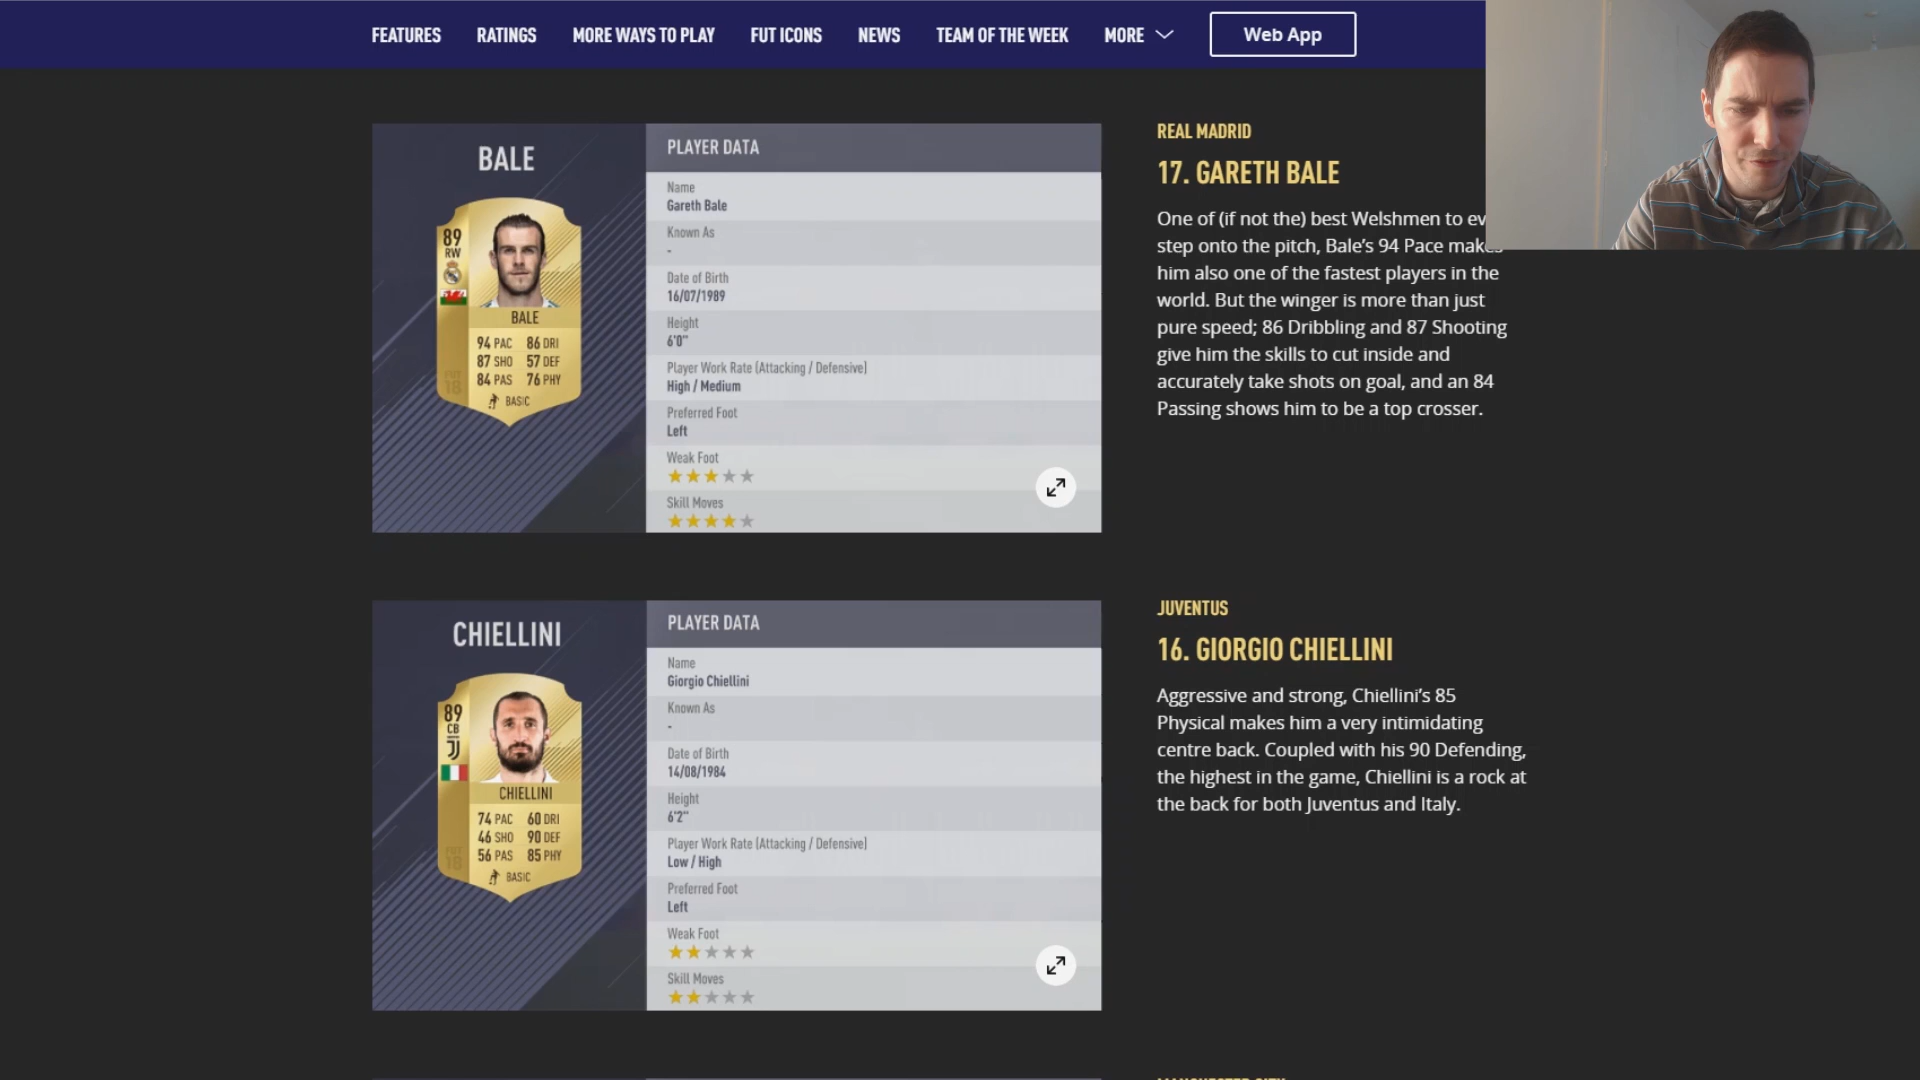 FEATURES RATINGS MORE WAYS TO PLAY FUT ICONS NEWS TEAM OF THE WEEK MORE Web App
BALE
89
RW
BALE
94 PAC 86 DRI
87 SHO 57 DEF
84 PAS 76 PHY
BASIC
PLAYER DATA
Name
Gareth Bale
Known As
-
Date of Birth
16/07/1989
Height
6'0"
Player Work Rate (Attacking / Defensive)
High / Medium
Preferred Foot
Left
Weak Foot
Skill Moves
REAL MADRID
17. GARETH BALE
One of (if not the) best Welshmen to ev
step onto the pitch, Bale's 94 Pace makes
him also one of the fastest players in the
world. But the winger is more than just
pure speed; 86 Dribbling and 87 Shooting
give him the skills to cut inside and
accurately take shots on goal, and an 84
Passing shows him to be a top crosser.
CHIELLINI
89
CB
CHIELLINI
74 PAC 60 DRI
46 SHO 90 DEF
56 PAS 85 PHY
BASIC
PLAYER DATA
Name
Giorgio Chiellini
Known As
-
Date of Birth
14/08/1984
Height
6'2"
Player Work Rate (Attacking / Defensive)
Low / High
Preferred Foot
Left
Weak Foot
Skill Moves
JUVENTUS
16. GIORGIO CHIELLINI
Aggressive and strong, Chiellini's 85
Physical makes him a very intimidating
centre back. Coupled with his 90 Defending,
the highest in the game, Chiellini is a rock at
the back for both Juventus and Italy.